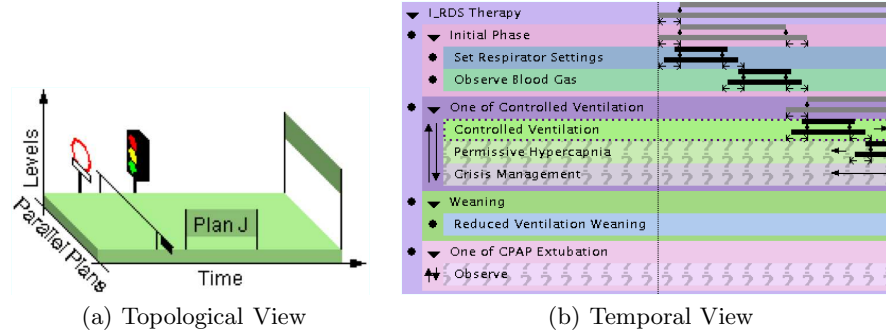 Levels
Parallel Plans
Plan J
Time
(a) Topological View
I_RDS Therapy
Initial Phase
Set Respirator Settings
Observe Blood Gas
One of Controlled Ventilation
Controlled Ventilation
Permissive Hypercapnia
Crisis Management
Weaning
Reduced Ventilation Weaning
One of CPAP Extubation
Observe
(b) Temporal View